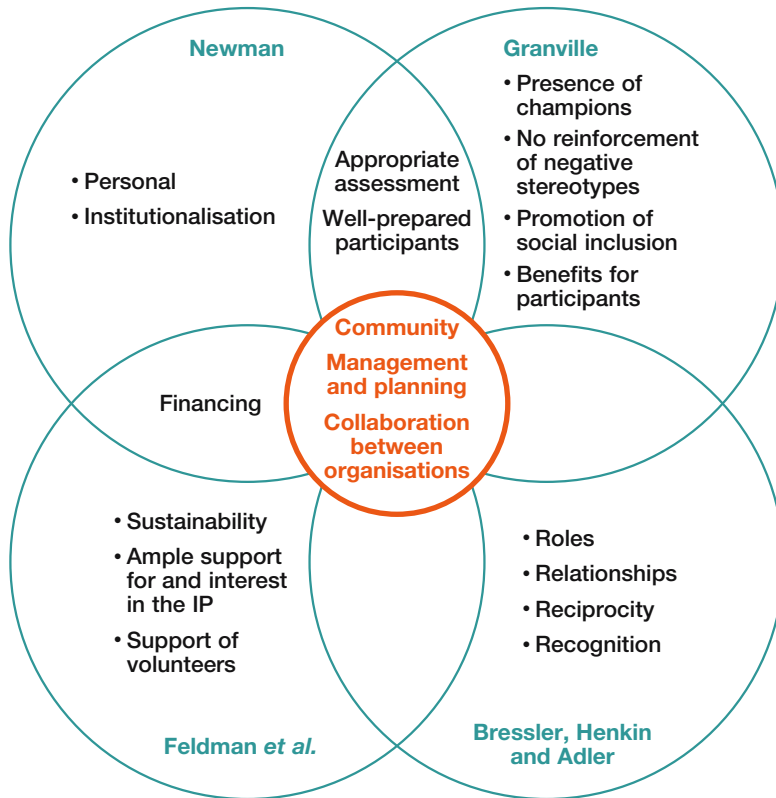 Newman
• Personal
• Institutionalisation
Appropriate
assessment
Well-prepared
participants
Granville
• Presence of
champions
• No reinforcement
of negative
stereotypes
• Promotion of
social inclusion
• Benefits for
participants
Financing
Community
Management
and planning
Collaboration
between
organisations
• Sustainability
• Ample support
for and interest
in the IP
• Support of
volunteers
Feldman et al.
• Roles
• Relationships
• Reciprocity
• Recognition
Bressler, Henkin
and Adler